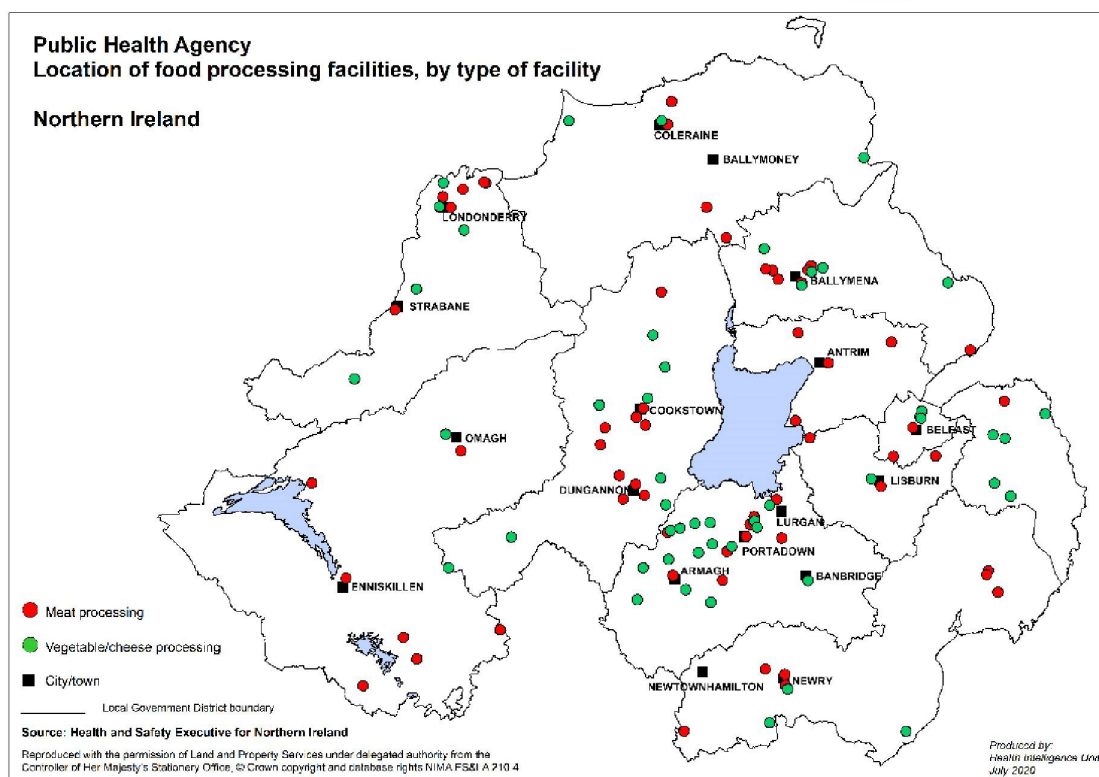 Public Health Agency
Location of food processing facilities, by type of facility
Northern Ireland
COLERAINE
BALLYMONEY
LONDONDERRY
BALLYMENA
STRABANE
ANTRIM
COOKSTOWN
BELFAST
OMAGH
LISBURN
DUNGANNON
LURGAN
PORTADOWN
ARMAGH
BANBRIDGE
ENNISKILLEN
NEWTOWNHAMILTON
NEWRY
Meat processing
Vegetable/cheese processing
City/town
Local Government District boundary
Source: Health and Safety Executive for Northern Ireland
Reproduced with the permission of Land and Property Services under delegated authority from the
Controller of Her Majesty's Stationery Office, © Crown copyright and database rights NIMA
Produced by:
Health Intelligence Unit
July 2020